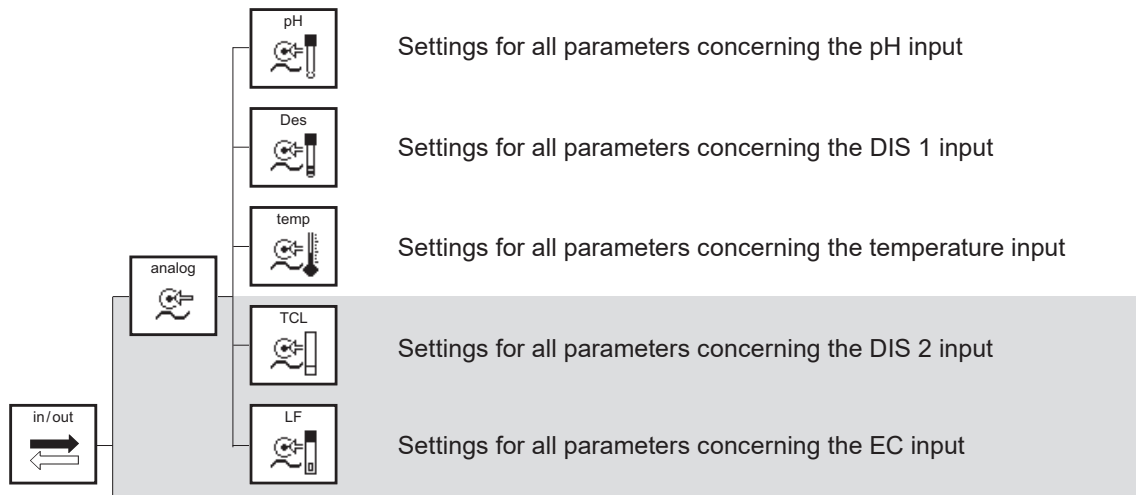 pH
Settings for all parameters concerning the pH input
Des
Settings for all parameters concerning the DIS 1 input
temp
Settings for all parameters concerning the temperature input
analog
TCL
Settings for all parameters concerning the DIS 2 input
in/out
LF
Settings for all parameters concerning the EC input